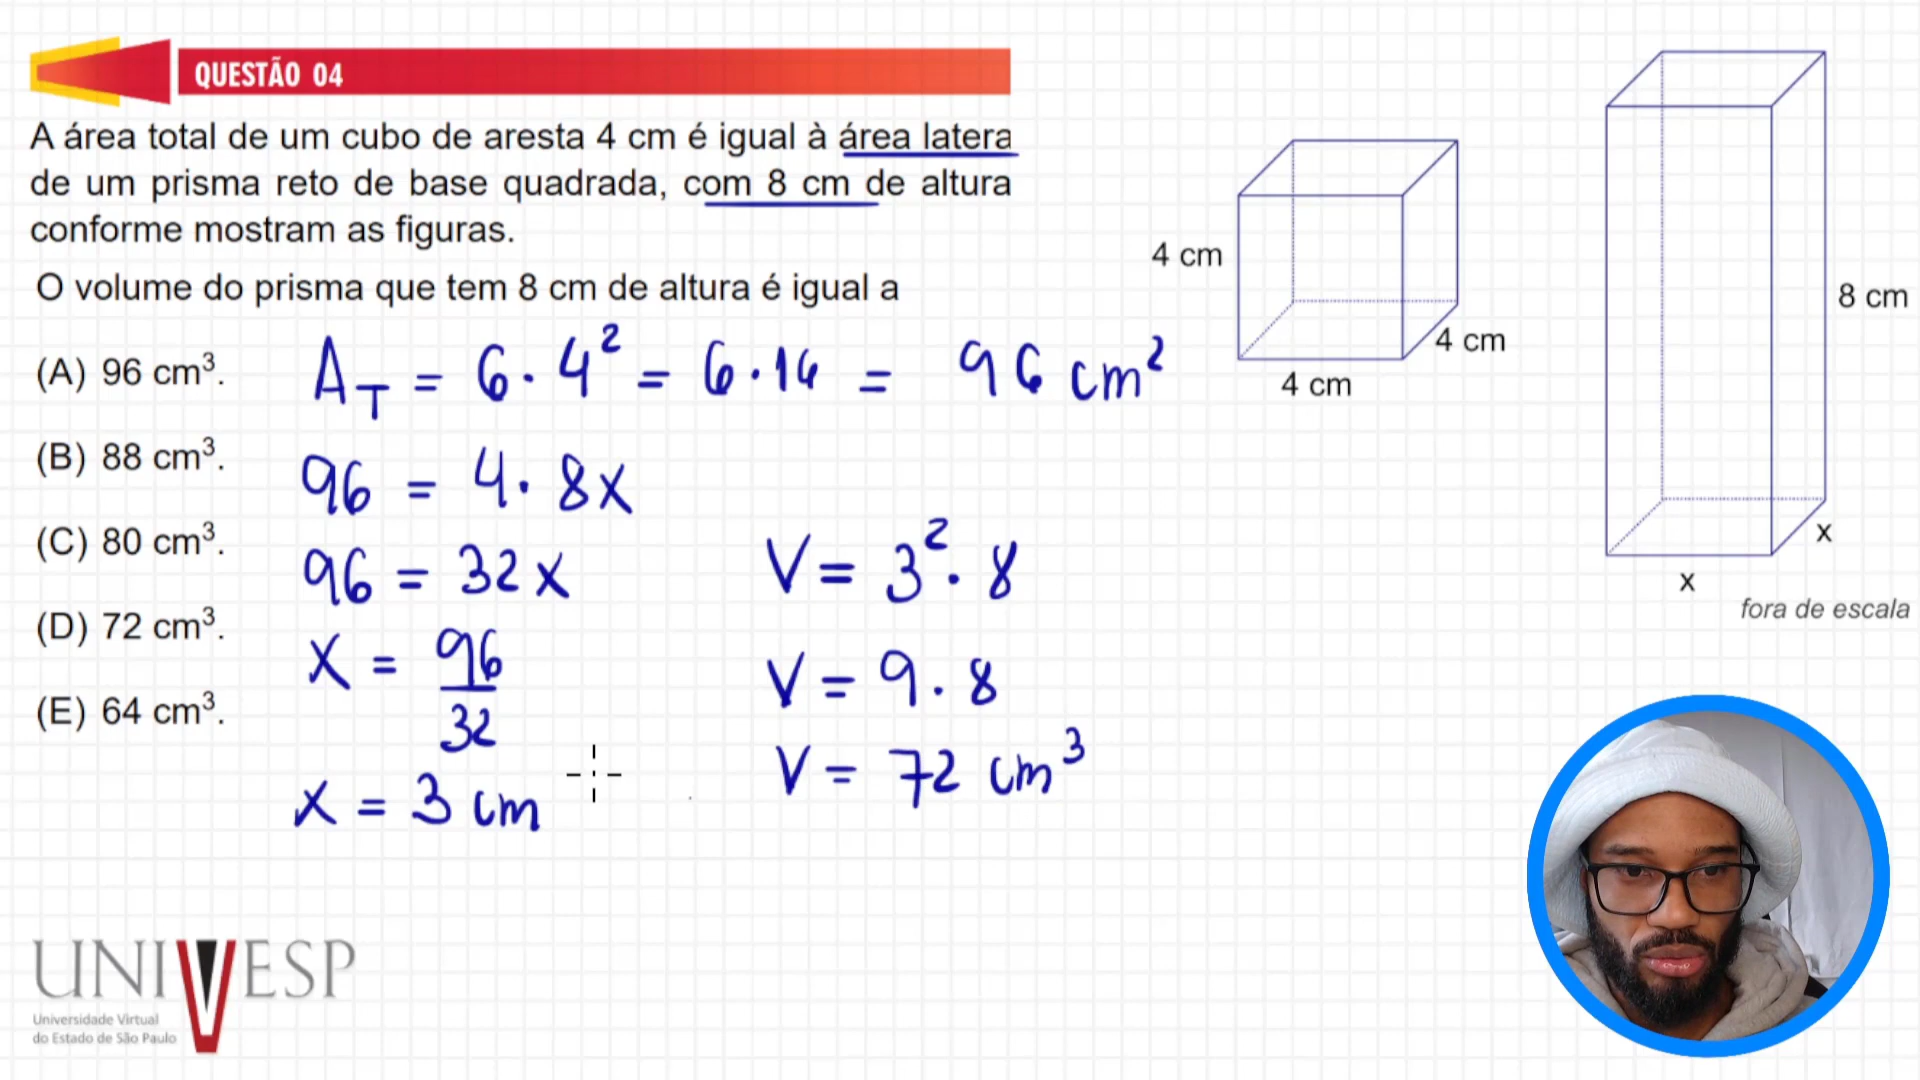 QUESTÃO 04
A área total de um cubo de aresta 4 cm é igual à área latera
de um prisma reto de base quadrada, com 8 cm de altura
conforme mostram as figuras.
O volume do prisma que tem 8 cm de altura é igual a
(A) 96 cm³.
(B) 88 cm³.
(C) 80 cm³.
(D) 72 cm³.
(E) 64 cm³.
A_T = 6 · 4² = 6 · 16 = 96 cm²
96 = 4 · 8x
96 = 32x
x = 96/32
x = 3 cm
V = 3² · 8
V = 9 · 8
V = 72 cm³
4 cm
4 cm
4 cm
8 cm
x
x
fora de escala
UNIVESP
Universidade Virtual
do Estado de São Paulo